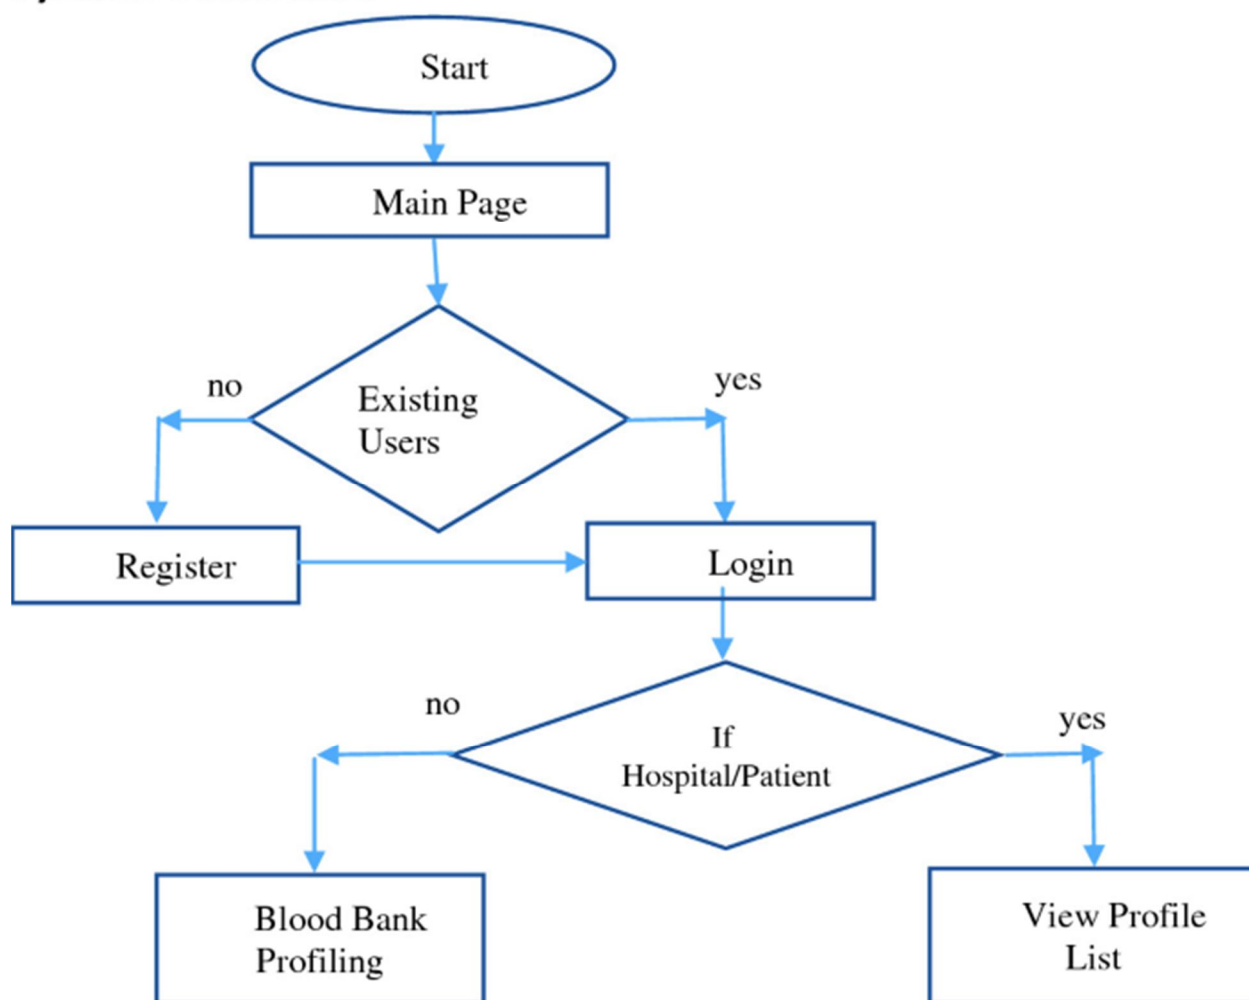 Start
Main Page
no
yes
Existing
Users
Register
Login
no
yes
If
Hospital/Patient
Blood Bank
Profiling
View Profile
List